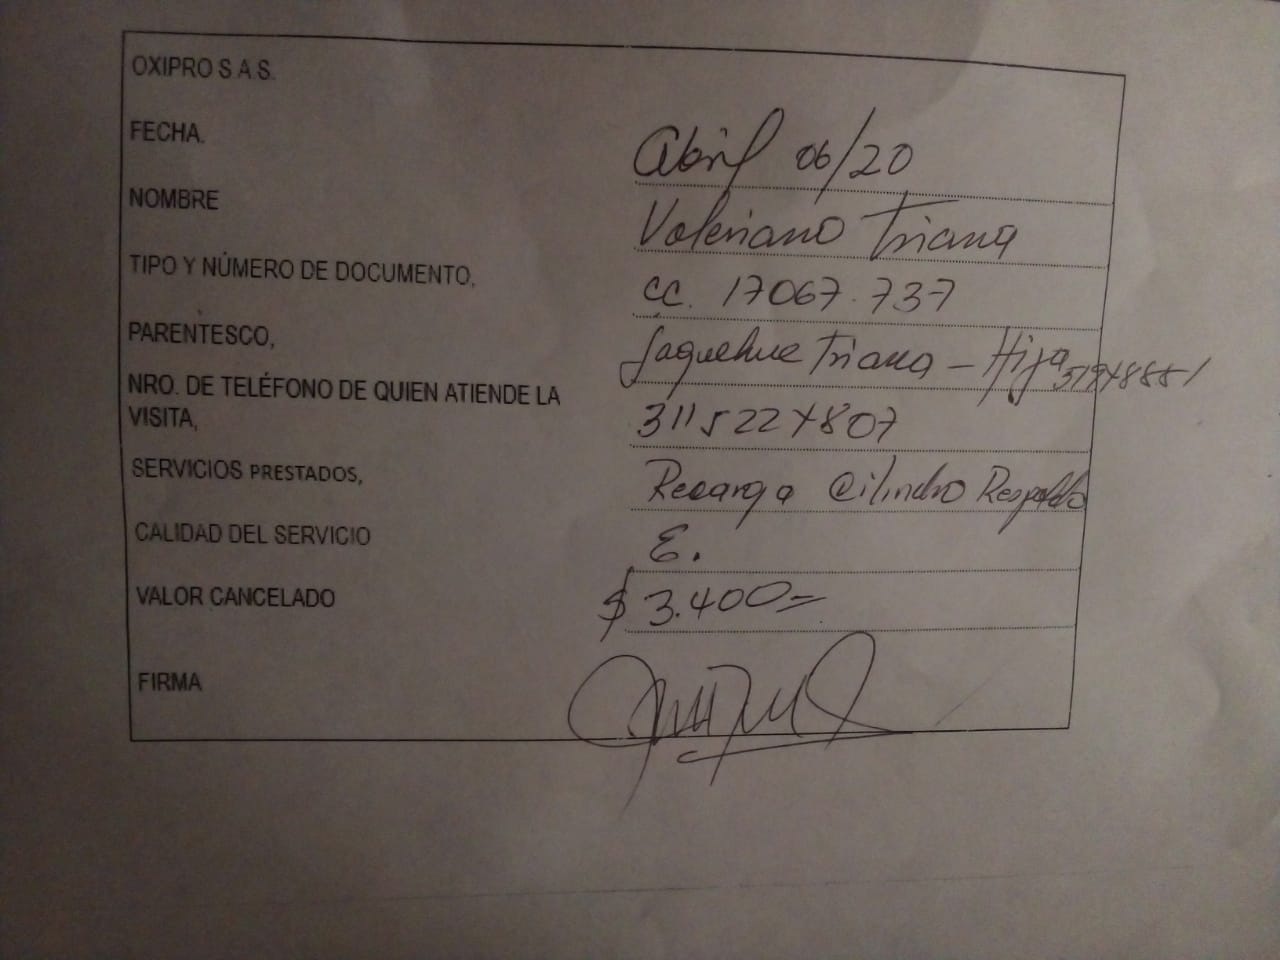 OXIPRO S.A.S.
FECHA. Abril 06/20
NOMBRE Valeriano Triana
TIPO Y NÚMERO DE DOCUMENTO, CC. 17067.737
PARENTESCO, Jaqueline Triana - Hija
NRO. DE TELÉFONO DE QUIEN ATIENDE LA
VISITA, 3115224807
SERVICIOS PRESTADOS, Recarga Cilindro Respaldo
CALIDAD DEL SERVICIO E.
VALOR CANCELADO $ 3.400=
FIRMA